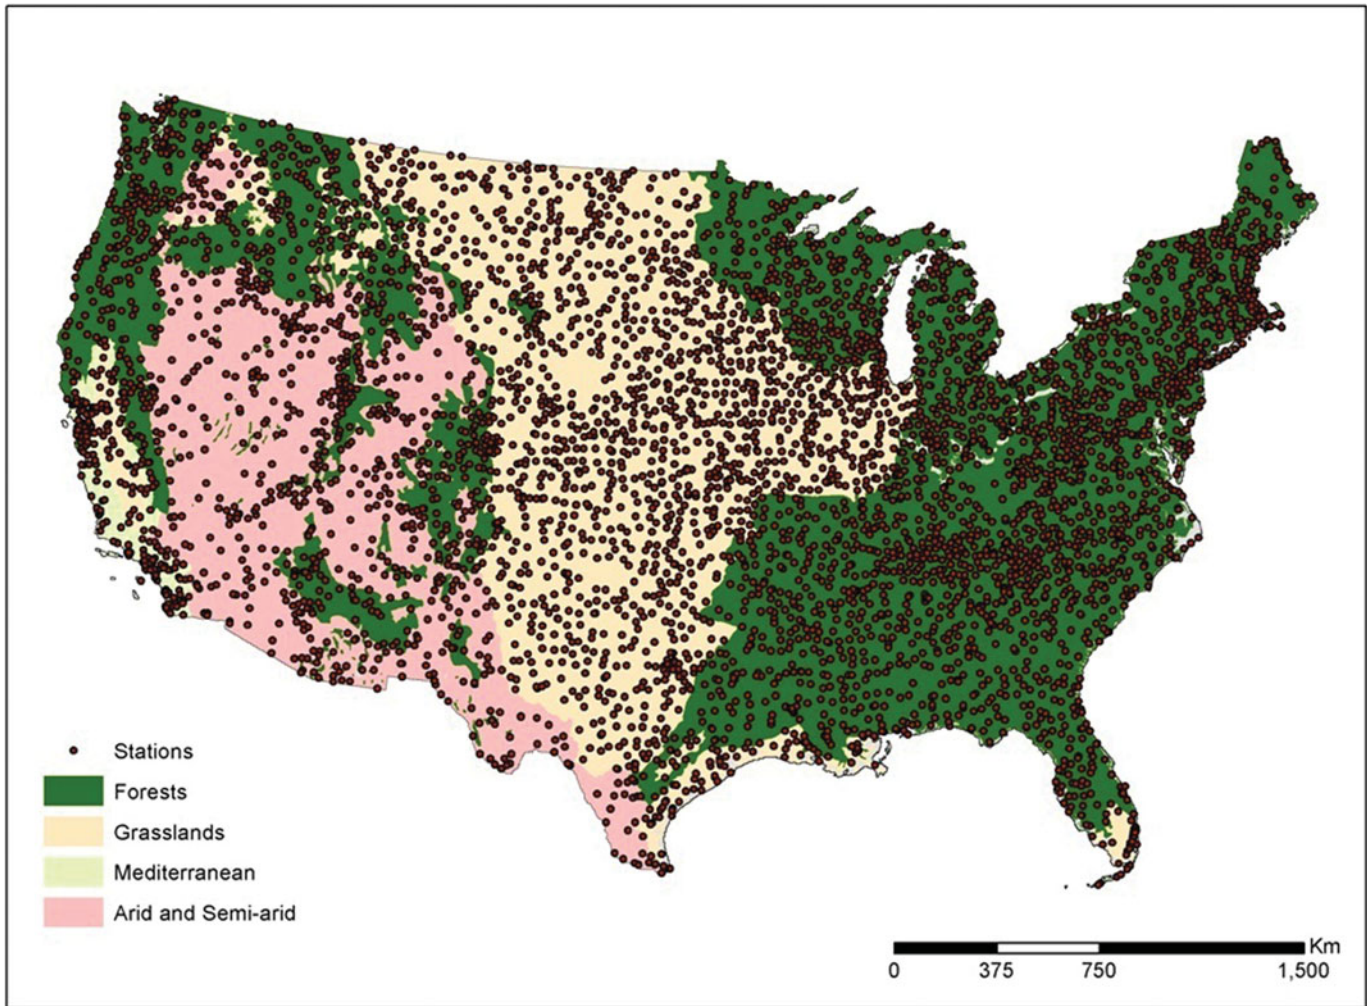 Stations
Forests
Grasslands
Mediterranean
Arid and Semi-arid
Km
0 375 750 1,500